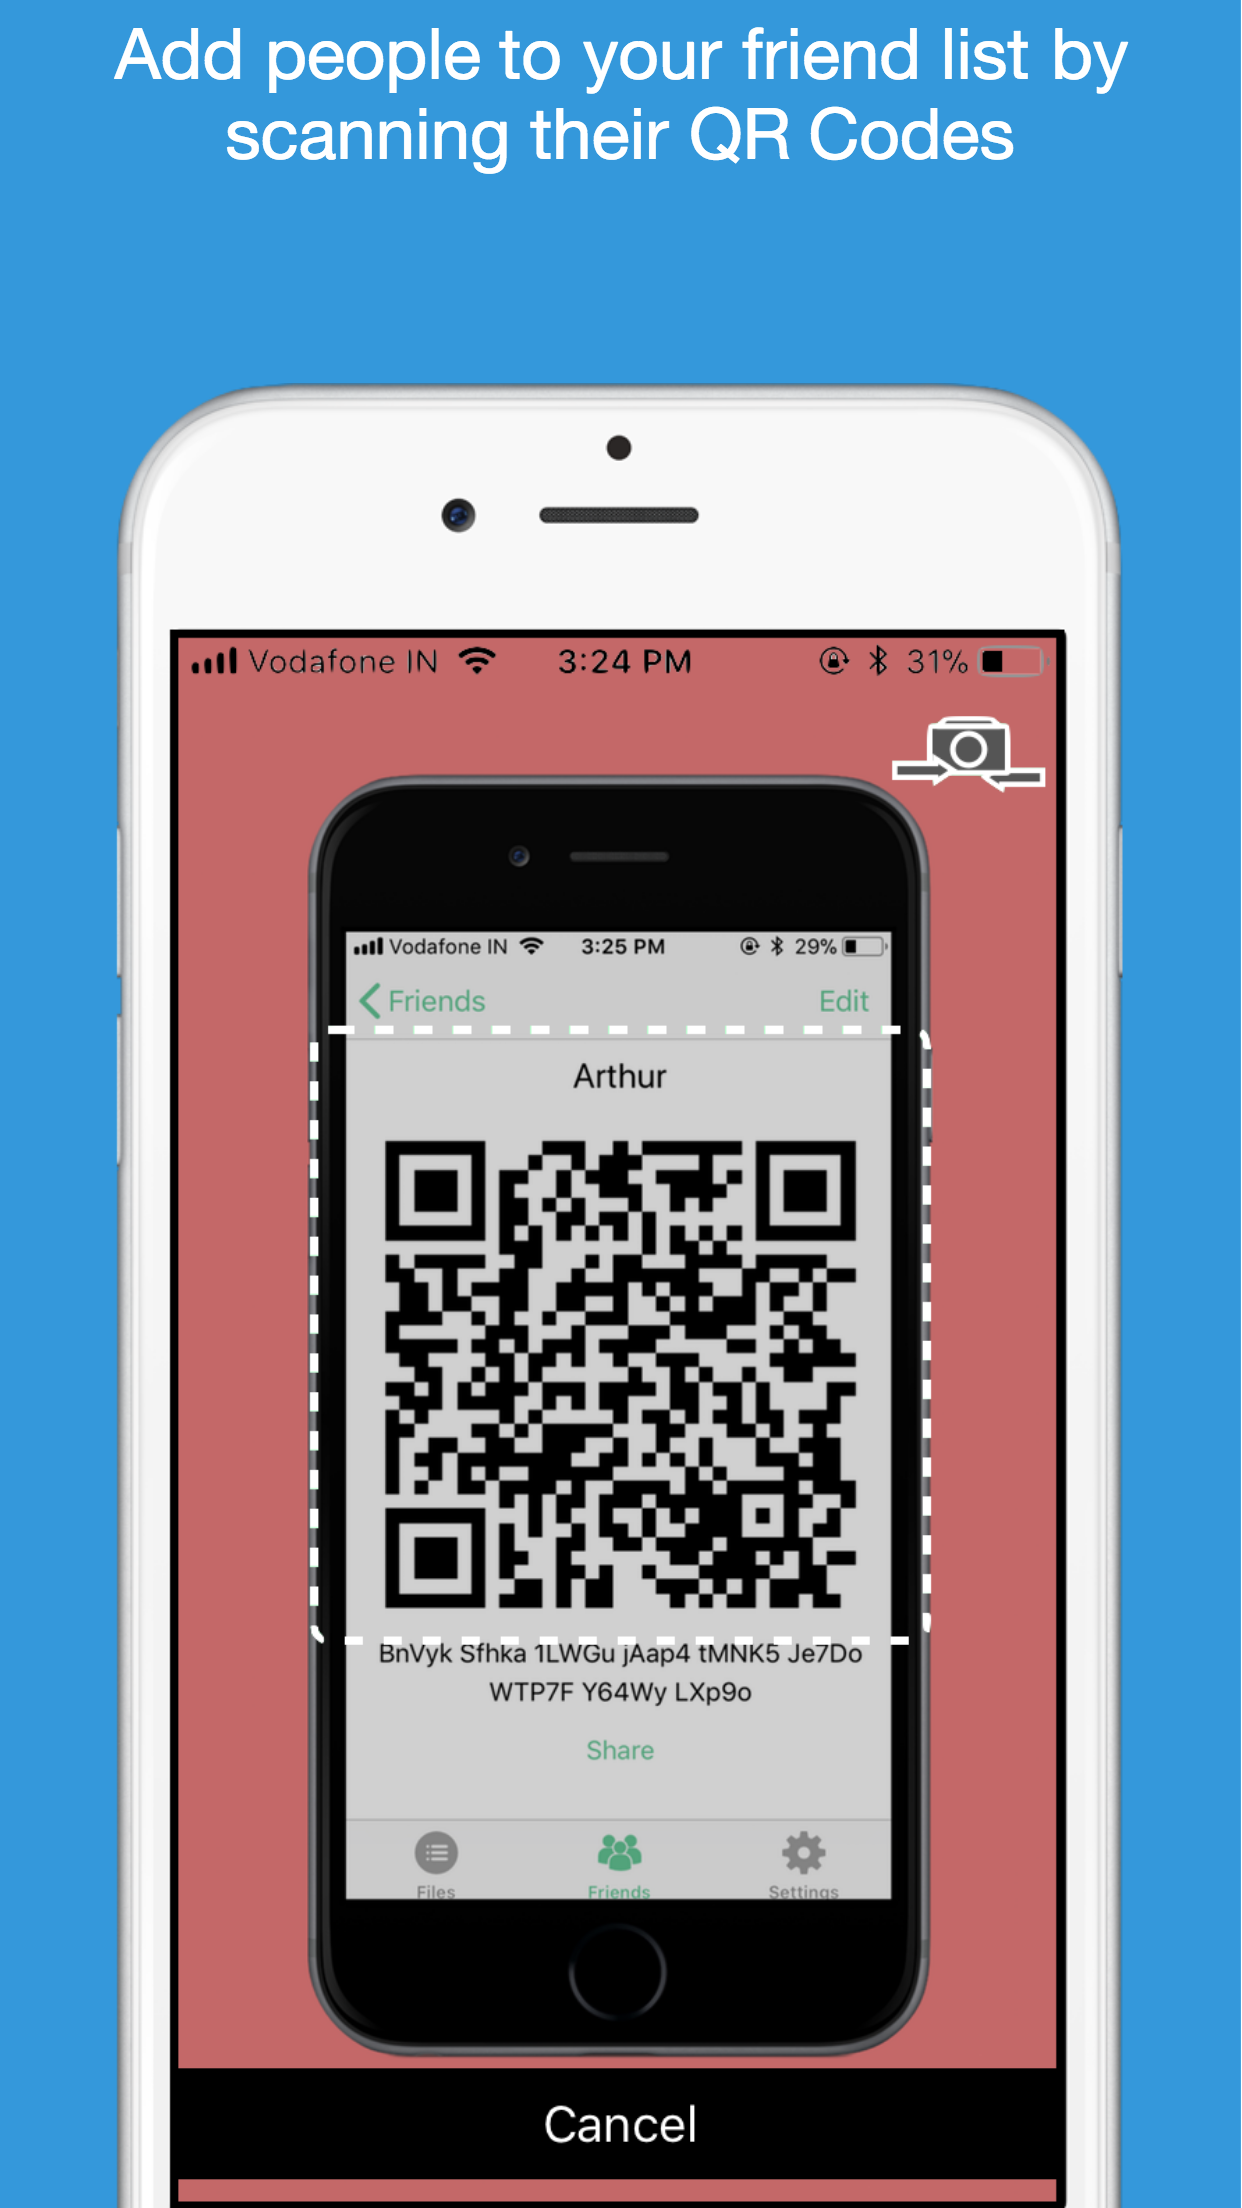 Add people to your friend list by
scanning their QR Codes
Vodafone IN 3:24 PM 31%
Vodafone IN 3:25 PM 29%
Friends Edit
Arthur
BnVyk Sfhka 1LWGu jAap4 tMNK5 Je7Do
WTP7F Y64Wy LXp9o
Share
Files Friends Settings
Cancel